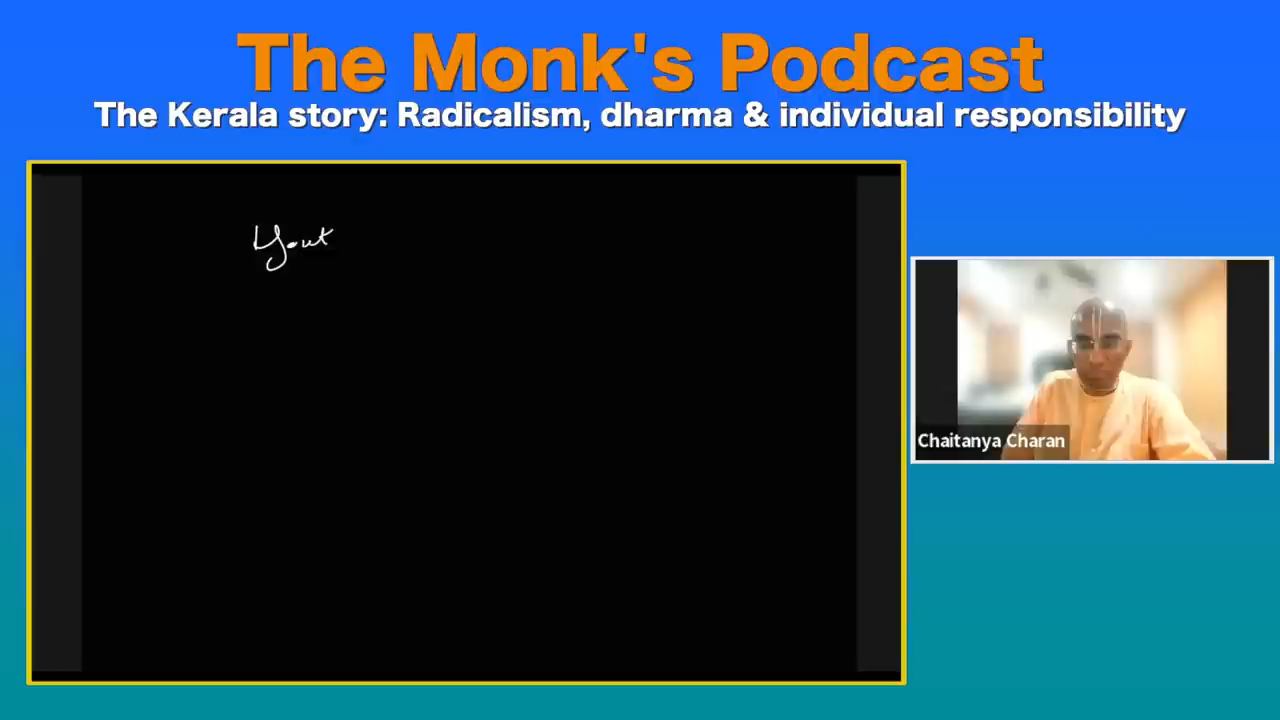 The Monk's Podcast
The Kerala story: Radicalism, dharma & individual responsibility
Yout
Chaitanya Charan